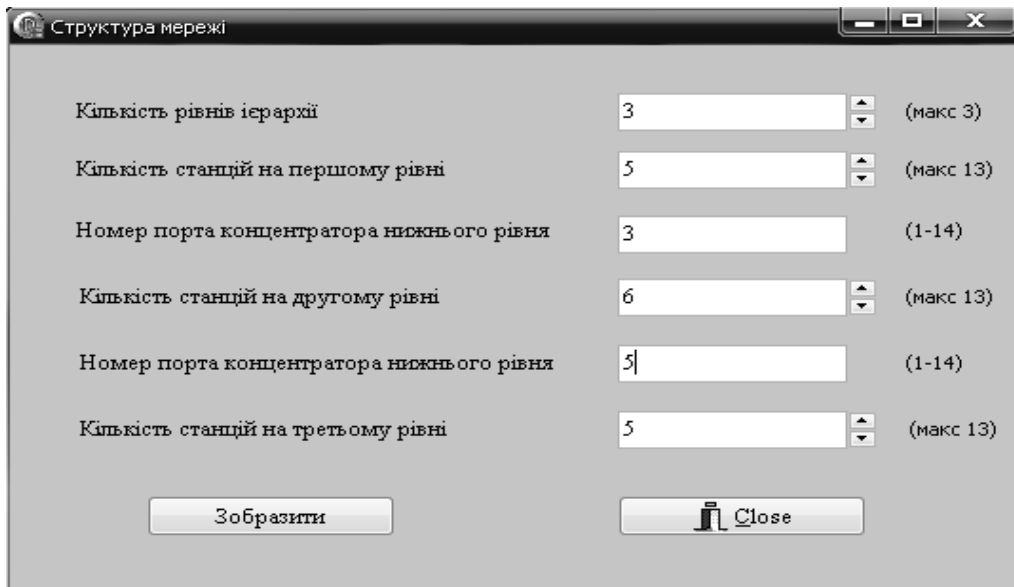 Структура мережі
Кількість рівнів ієрархії 3 (макс 3)
Кількість станцій на першому рівні 5 (макс 13)
Номер порта концентратора нижнього рівня 3 (1-14)
Кількість станцій на другому рівні 6 (макс 13)
Номер порта концентратора нижнього рівня 5 (1-14)
Кількість станцій на третьому рівні 5 (макс 13)
Зобразити Close